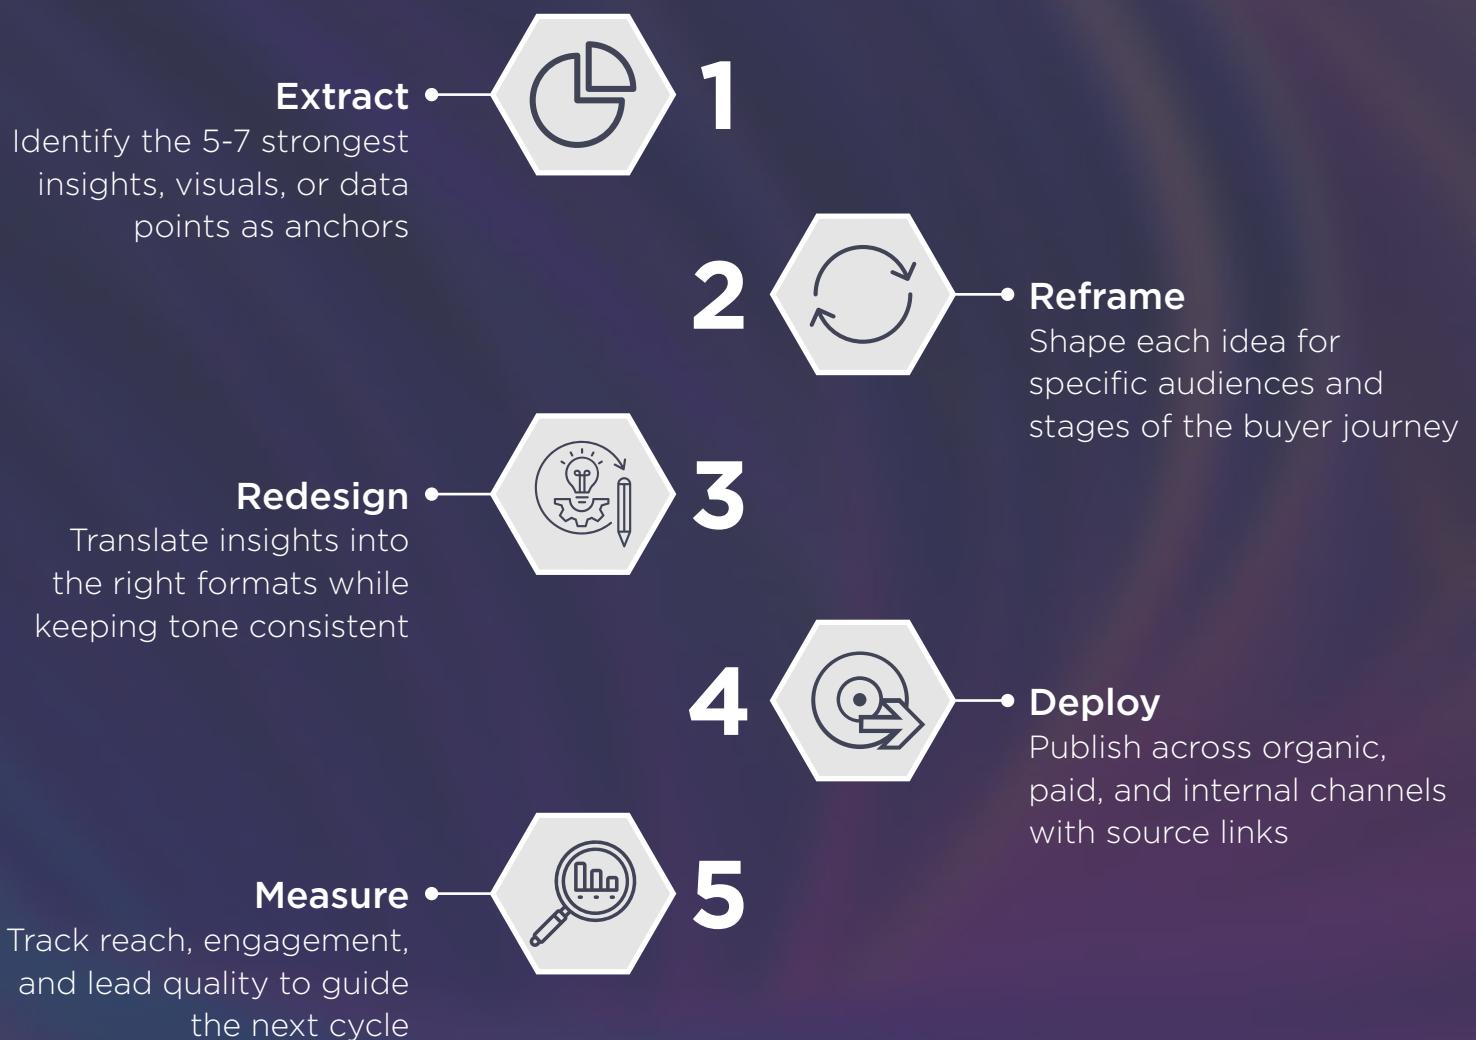 1
Extract
Identify the 5-7 strongest
insights, visuals, or data
points as anchors
2
Reframe
Shape each idea for
specific audiences and
stages of the buyer journey
3
Redesign
Translate insights into
the right formats while
keeping tone consistent
4
Deploy
Publish across organic,
paid, and internal channels
with source links
5
Measure
Track reach, engagement,
and lead quality to guide
the next cycle